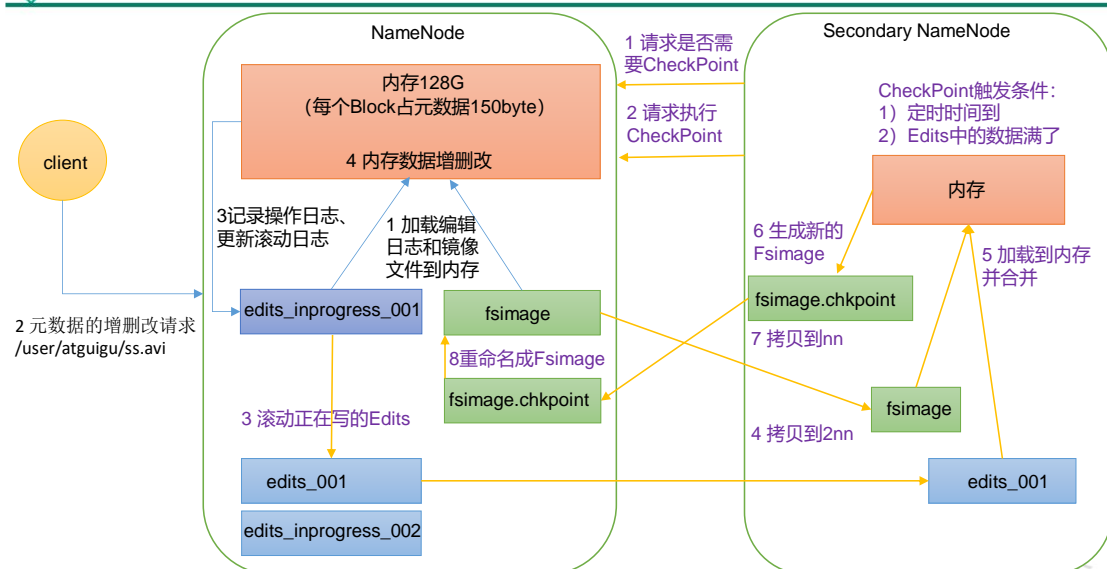 NameNode
Secondary NameNode
内存128G
（每个Block占元数据150byte）
4 内存数据增删改
1 请求是否需
要CheckPoint
2 请求执行
CheckPoint
CheckPoint触发条件：
1）定时时间到
2）Edits中的数据满了
client
内存
3记录操作日志、
更新滚动日志
1 加载编辑
日志和镜像
文件到内存
6 生成新的
Fsimage
5 加载到内存
并合并
edits_inprogress_001
fsimage
fsimage.chkpoint
2 元数据的增删改请求
/user/atguigu/ss.avi
8重命名成Fsimage
7 拷贝到nn
fsimage.chkpoint
fsimage
3 滚动正在写的Edits
4 拷贝到2nn
edits_001
edits_001
edits_inprogress_002